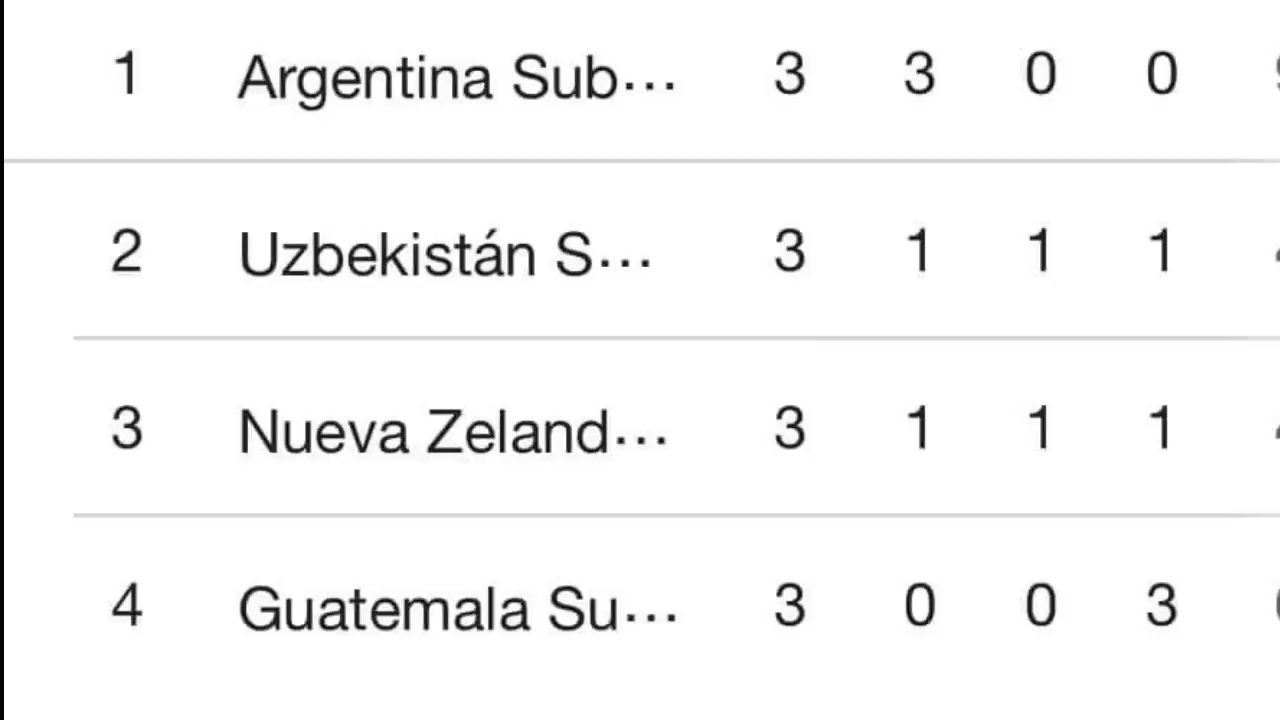 1 Argentina Sub... 3 3 0 0
2 Uzbekistán S... 3 1 1 1
3 Nueva Zeland... 3 1 1 1
4 Guatemala Su... 3 0 0 3